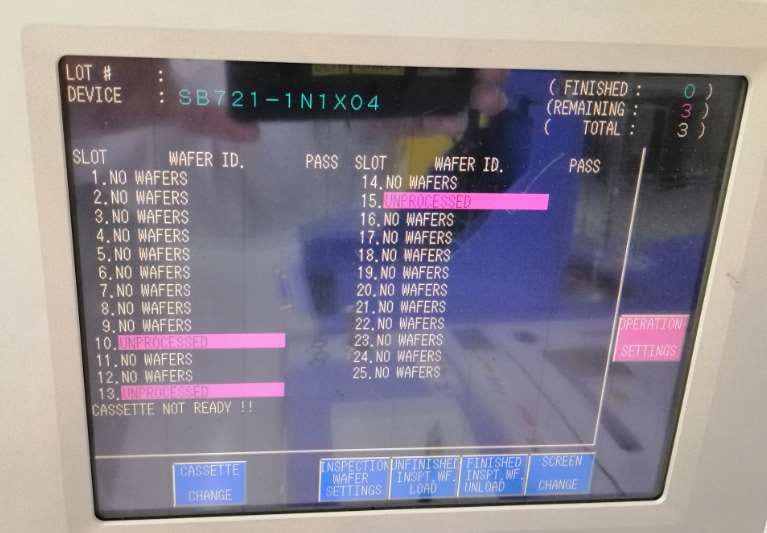 LOT # :
DEVICE : SB721-1N1X04
( FINISHED : 0 )
(REMAINING : 3 )
( TOTAL : 3 )
SLOT WAFER ID. PASS
1.NO WAFERS
2.NO WAFERS
3.NO WAFERS
4.NO WAFERS
5.NO WAFERS
6.NO WAFERS
7.NO WAFERS
8.NO WAFERS
9.NO WAFERS
10.UNPROCESSED
11.NO WAFERS
12.NO WAFERS
13.UNPROCESSED
SLOT WAFER ID. PASS
14.NO WAFERS
15.UNPROCESSED
16.NO WAFERS
17.NO WAFERS
18.NO WAFERS
19.NO WAFERS
20.NO WAFERS
21.NO WAFERS
22.NO WAFERS
23.NO WAFERS
24.NO WAFERS
25.NO WAFERS
CASSETTE NOT READY !!
OPERATION
SETTINGS
CASSETTE
CHANGE
INSPECTION
WAFER
SETTINGS
UNFINISHED
INSPT.WF.
LOAD
FINISHED
INSPT.WF.
UNLOAD
SCREEN
CHANGE